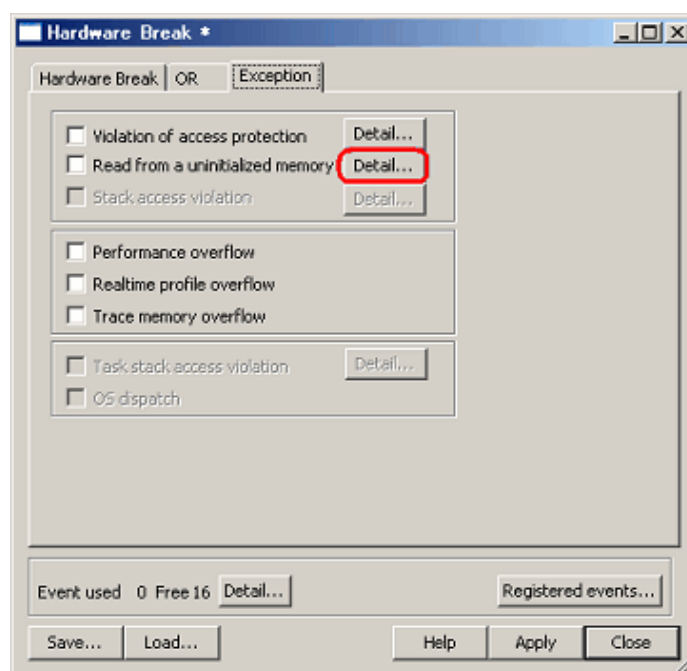 Hardware Break *
Hardware Break OR Exception
Violation of access protection Detail...
Read from a uninitialized memory Detail...
Stack access violation Detail...
Performance overflow
Realtime profile overflow
Trace memory overflow
Task stack access violation Detail...
OS dispatch
Event used 0 Free 16 Detail... Registered events...
Save... Load... Help Apply Close